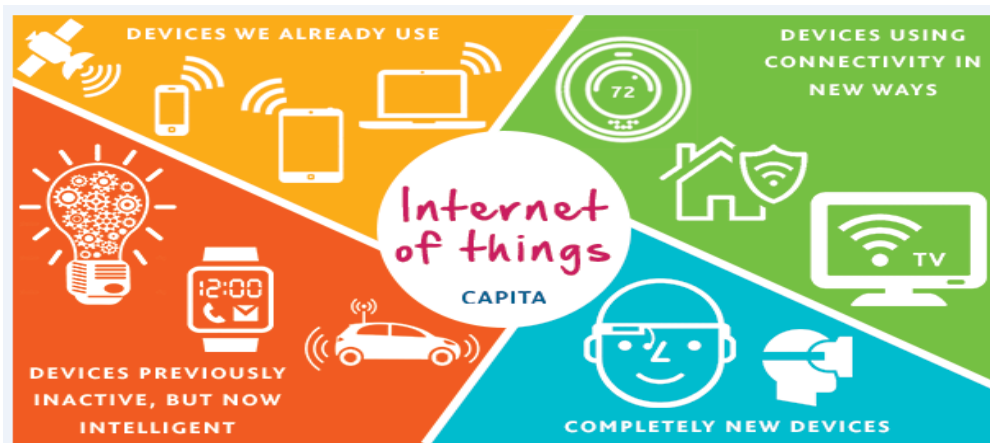 DEVICES WE ALREADY USE
DEVICES USING
CONNECTIVITY IN
NEW WAYS
72
Internet
of things
CAPITA
TV
12:00
DEVICES PREVIOUSLY
INACTIVE, BUT NOW
INTELLIGENT
COMPLETELY NEW DEVICES